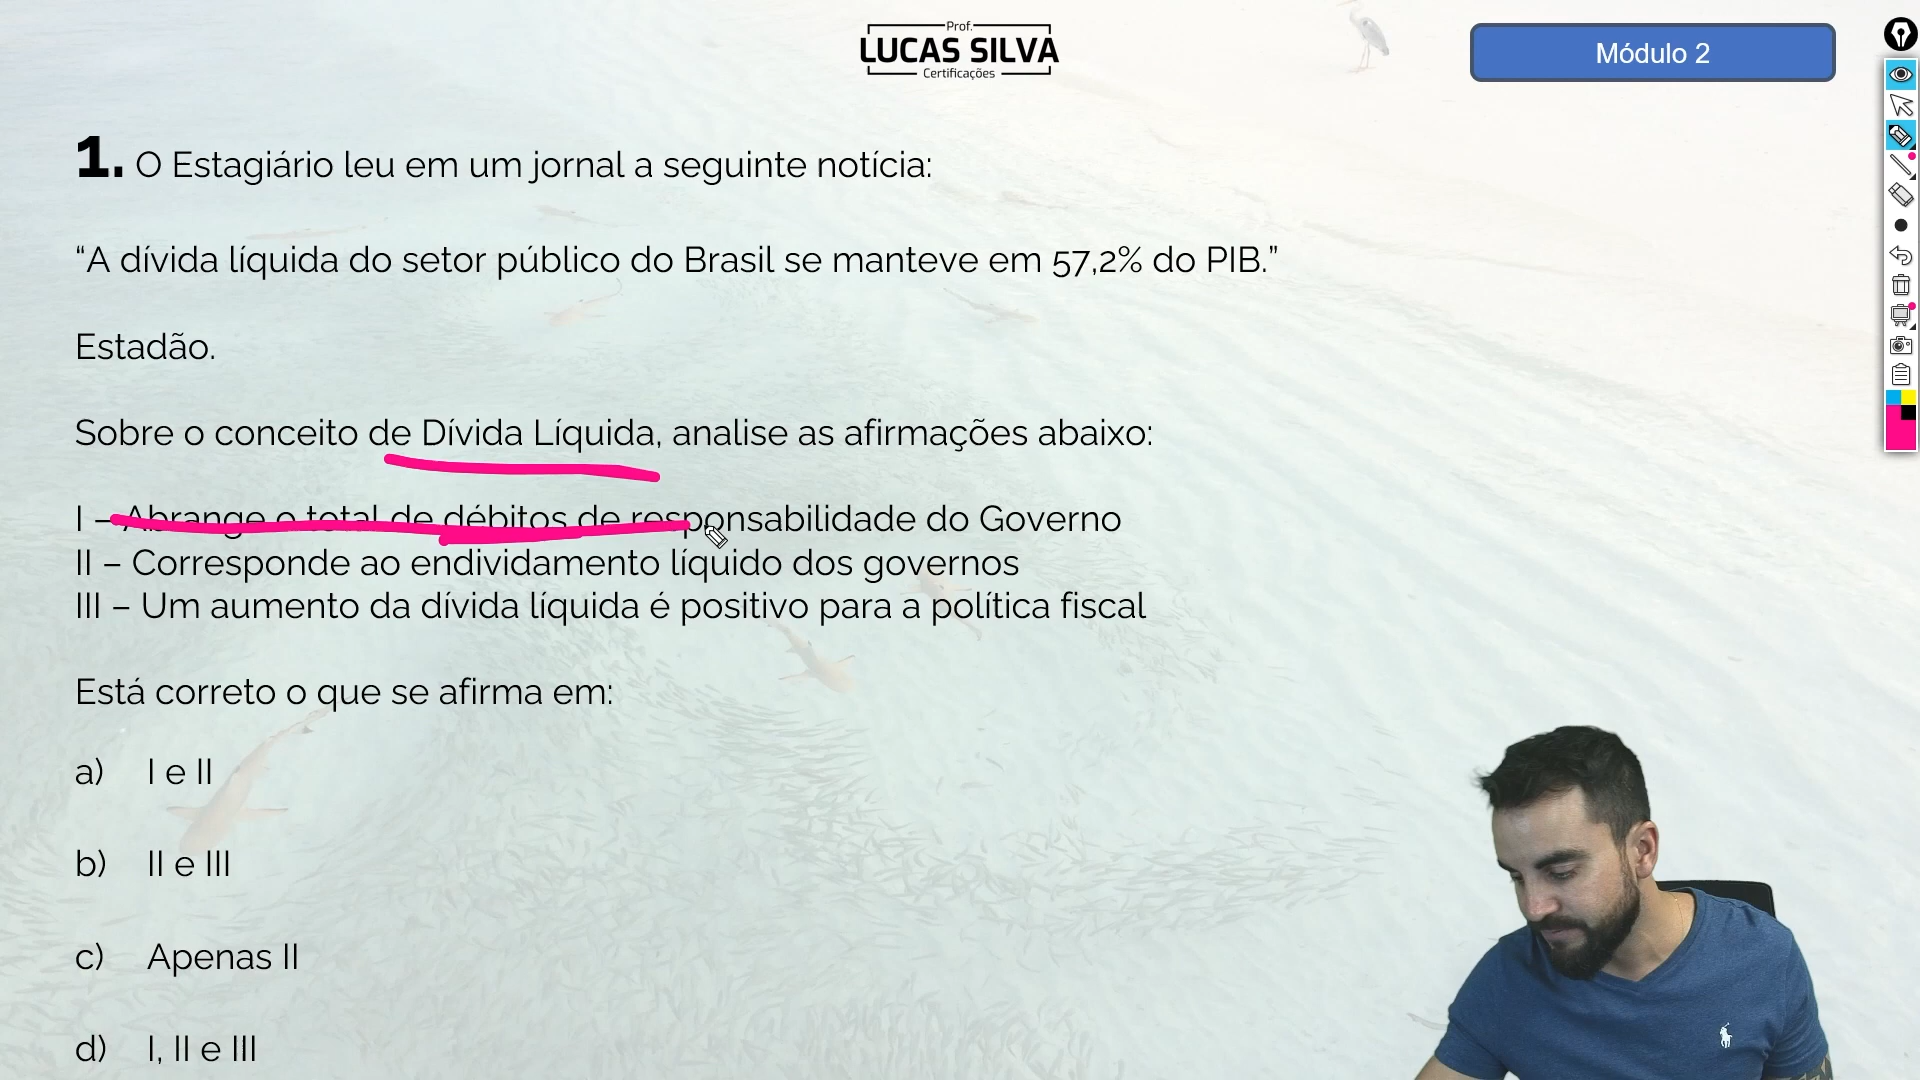 Prof.
LUCAS SILVA
Certificações
Módulo 2
1. O Estagiário leu em um jornal a seguinte notícia:
“A dívida líquida do setor público do Brasil se manteve em 57,2% do PIB.”
Estadão.
Sobre o conceito de Dívida Líquida, analise as afirmações abaixo:
I – Abrange o total de débitos de responsabilidade do Governo
II – Corresponde ao endividamento líquido dos governos
III – Um aumento da dívida líquida é positivo para a política fiscal
Está correto o que se afirma em:
a) I e II
b) II e III
c) Apenas II
d) I, II e III